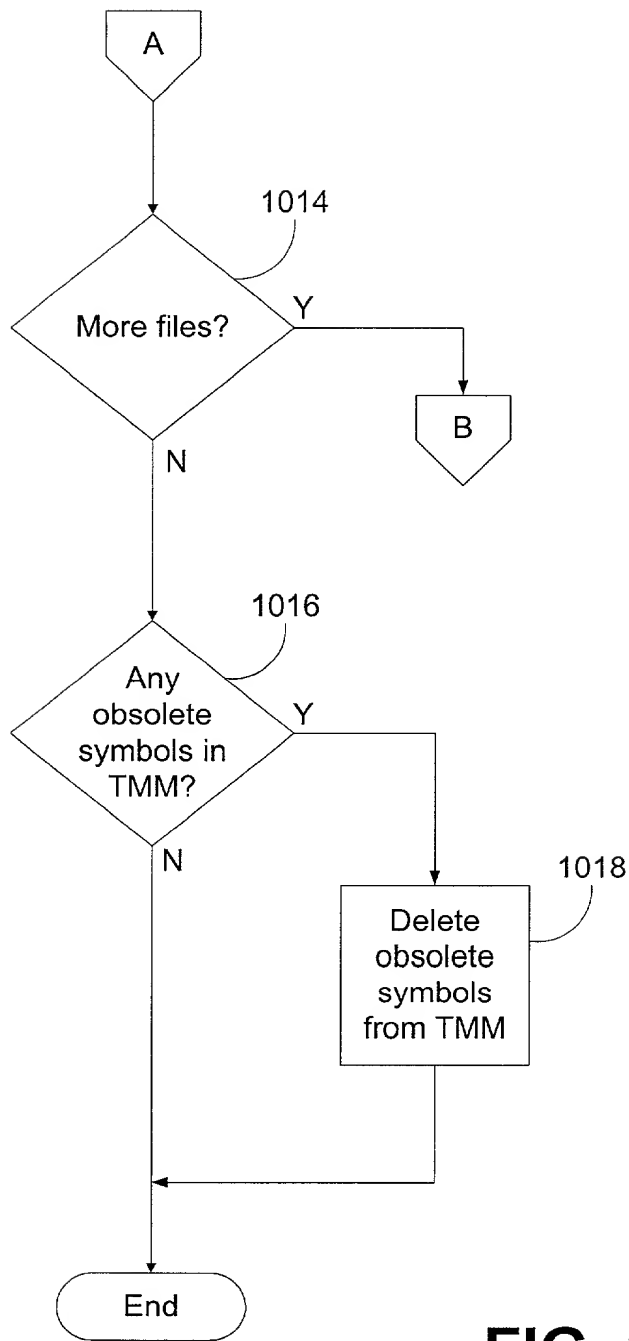 A
1014
More files?
Y
B
N
1016
Any
obsolete
symbols in
TMM?
Y
N
1018
Delete
obsolete
symbols
from TMM
End
FIG.